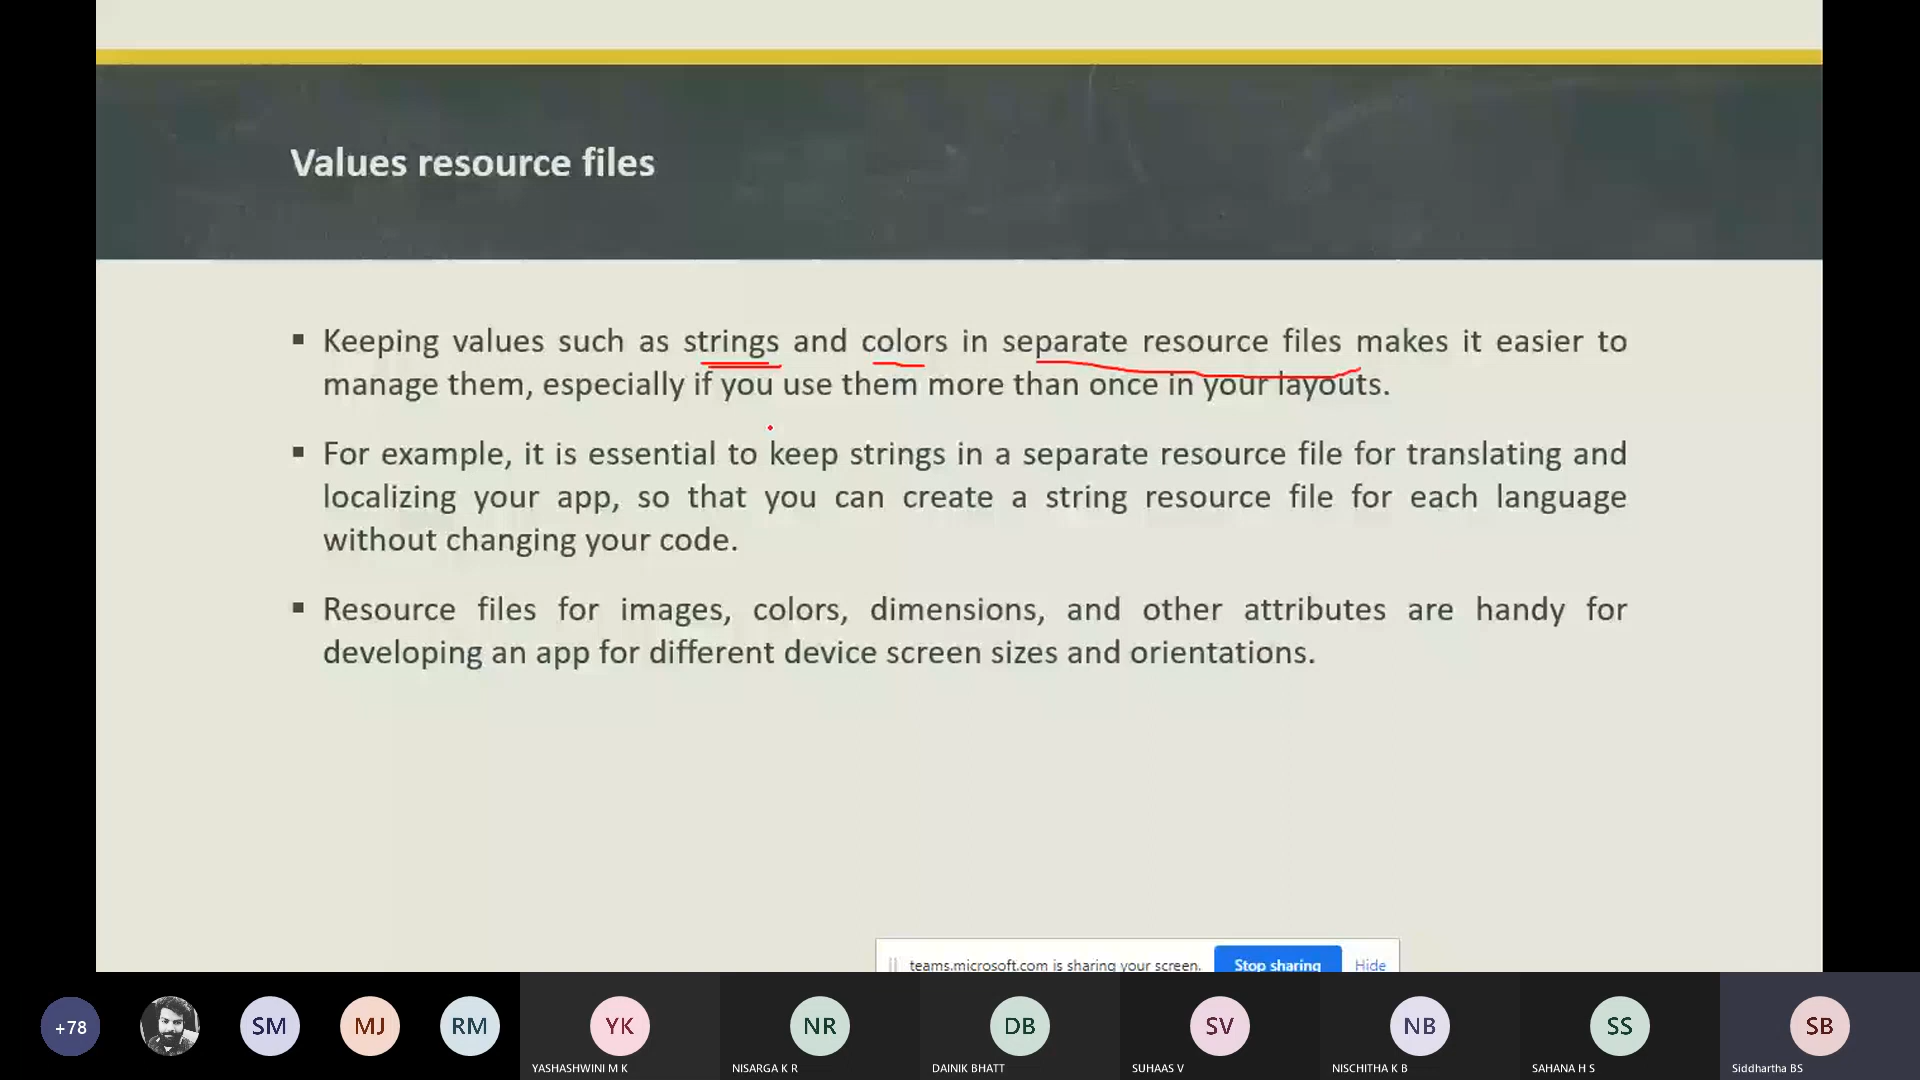 Values resource files
▪ Keeping values such as strings and colors in separate resource files makes it easier to
manage them, especially if you use them more than once in your layouts.
▪ For example, it is essential to keep strings in a separate resource file for translating and
localizing your app, so that you can create a string resource file for each language
without changing your code.
▪ Resource files for images, colors, dimensions, and other attributes are handy for
developing an app for different device screen sizes and orientations.
teams.microsoft.com is sharing your screen. Stop sharing Hide
+78 SM MJ RM YK NR DB SV NB SS SB
YASHASHWINI M K NISARGA K R DAINIK BHATT SUHAAS V NISCHITHA K B SAHANA H S Siddhartha BS